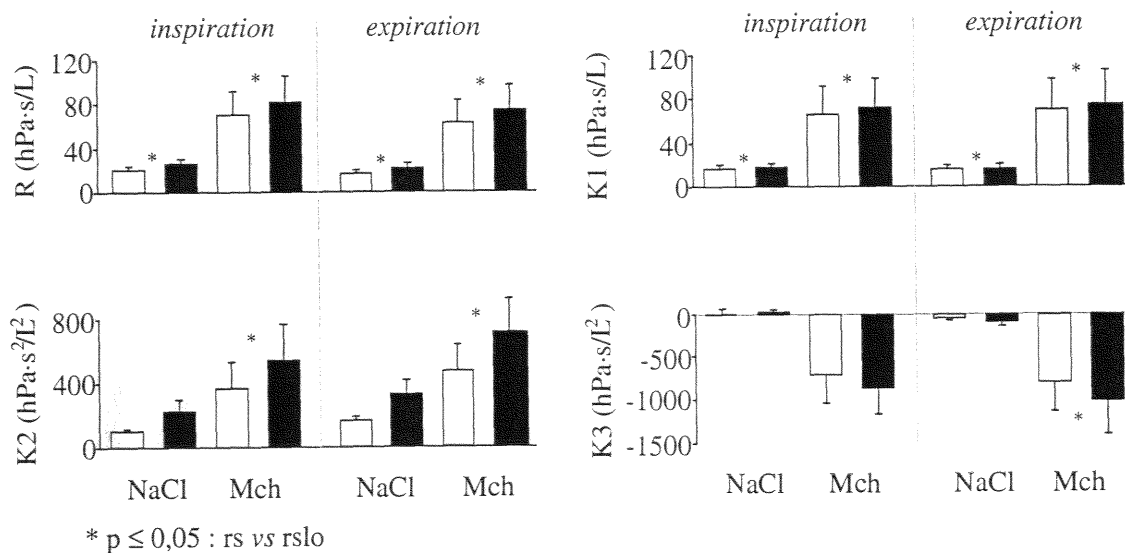 inspiration expiration
R (hPa·s/L)
120
80
40
0
* * * *
K2 (hPa·s²/L²)
800
400
0
* *
NaCl Mch NaCl Mch
inspiration expiration
K1 (hPa·s/L)
120
80
40
0
* * * *
K3 (hPa·s/L²)
0
-500
-1000
-1500
*
NaCl Mch NaCl Mch
* p ≤ 0,05 : rs vs rslo